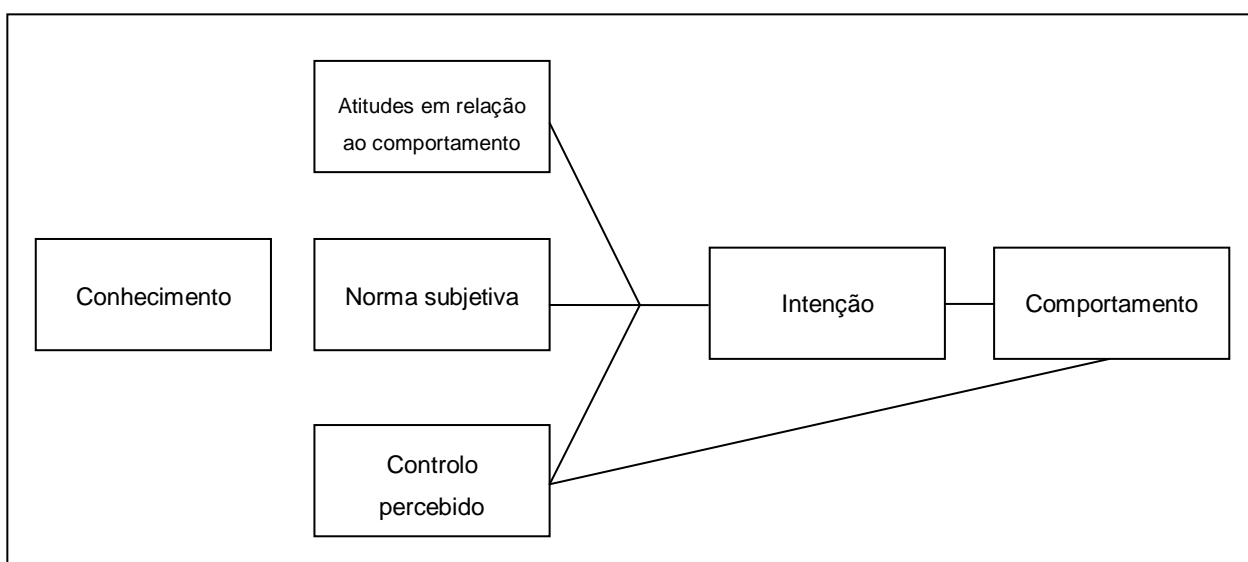 Atitudes em relação
ao comportamento
Conhecimento
Norma subjetiva
Intenção
Comportamento
Controlo
percebido